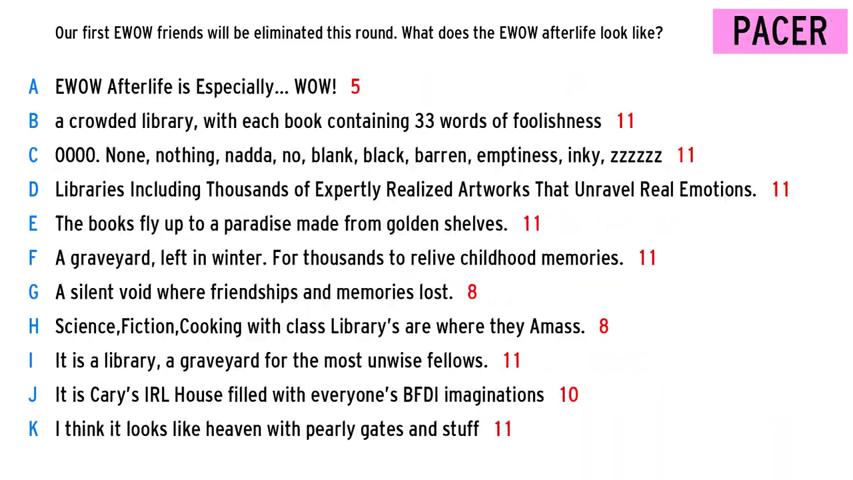 Our first EWOW friends will be eliminated this round. What does the EWOW afterlife look like?
PACER
A EWOW Afterlife is Especially... WOW! 5
B a crowded library, with each book containing 33 words of foolishness 11
C 0000. None, nothing, nadda, no, blank, black, barren, emptiness, inky, zzzzzz 11
D Libraries Including Thousands of Expertly Realized Artworks That Unravel Real Emotions. 11
E The books fly up to a paradise made from golden shelves. 11
F A graveyard, left in winter. For thousands to relive childhood memories. 11
G A silent void where friendships and memories lost. 8
H Science,Fiction,Cooking with class Library's are where they Amass. 8
I It is a library, a graveyard for the most unwise fellows. 11
J It is Cary's IRL House filled with everyone's BFDI imaginations 10
K I think it looks like heaven with pearly gates and stuff 11